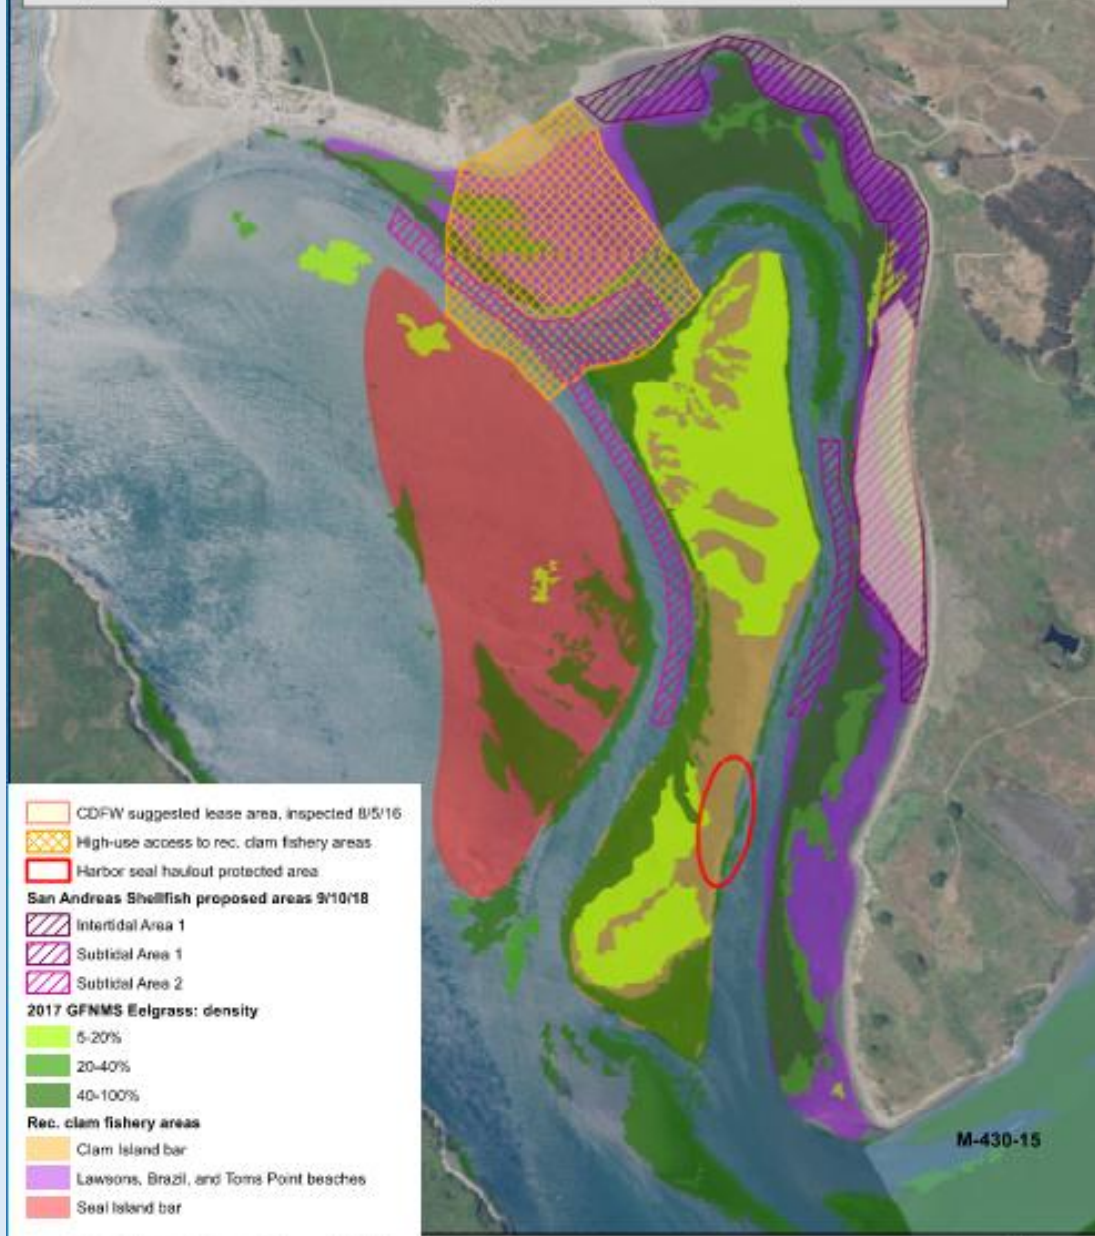 CDFW suggested lease area, inspected 8/5/16
High-use access to rec. clam fishery areas
Harbor seal haulout protected area
San Andreas Shellfish proposed areas 9/10/18
Intertidal Area 1
Subtidal Area 1
Subtidal Area 2
2017 GFNMS Eelgrass: density
5-20%
20-40%
40-100%
Rec. clam fishery areas
Clam Island bar
Lawsons, Brazil, and Toms Point beaches
Seal Island bar
M-430-15